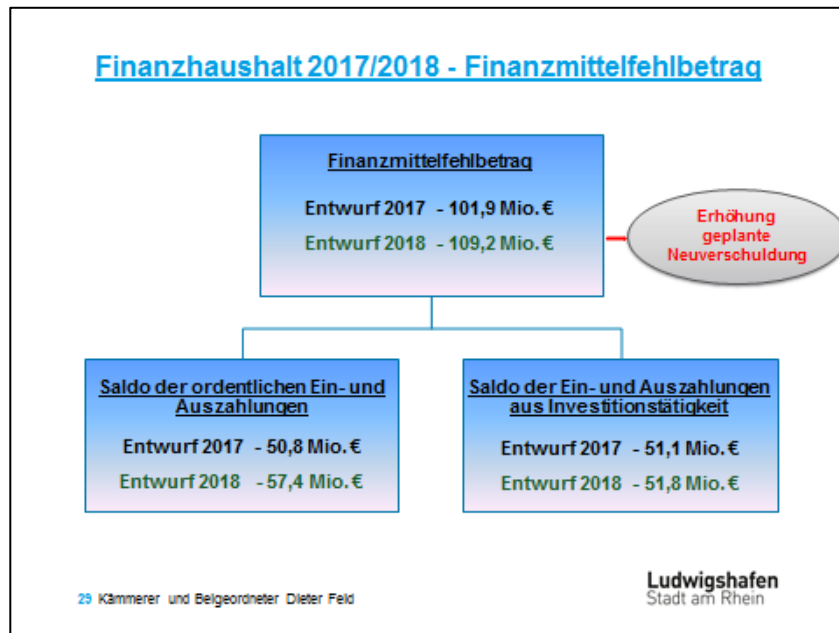 Finanzhaushalt 2017/2018 - Finanzmittelfehlbetrag
Finanzmittelfehlbetrag
Entwurf 2017 - 101,9 Mio. €
Entwurf 2018 - 109,2 Mio. €
Erhöhung
geplante
Neuverschuldung
Saldo der ordentlichen Ein- und
Auszahlungen
Entwurf 2017 - 50,8 Mio. €
Entwurf 2018 - 57,4 Mio. €
Saldo der Ein- und Auszahlungen
aus Investitionstätigkeit
Entwurf 2017 - 51,1 Mio. €
Entwurf 2018 - 51,8 Mio. €
29 Kämmerer und Beigeordneter Dieter Feld
Ludwigshafen
Stadt am Rhein